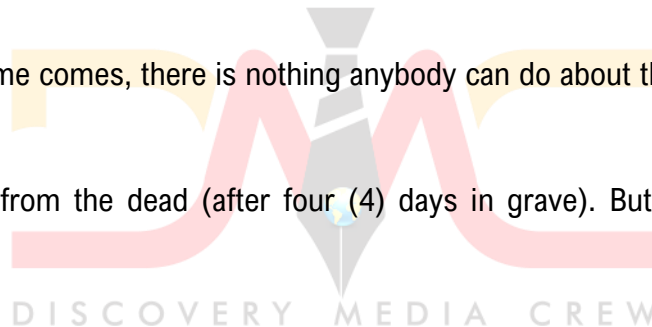 me comes, there is nothing anybody can do about th
from the dead (after four (4) days in grave). But
DISCOVERY MEDIA CREW